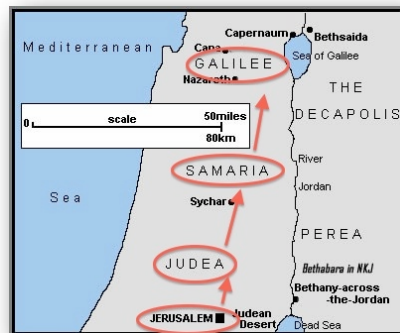 Capernaum
Bethsaida
Mediterranean
Cana
Sea of Galilee
GALILEE
Nazareth
THE
DECAPOLIS
scale
50miles
0
80km
SAMARIA
River
Jordan
Sea
Sychar
PEREA
JUDEA
Bethabara in NKJ
Bethany-across
-the-Jordan
JERUSALEM
Judean
Desert
Dead Sea